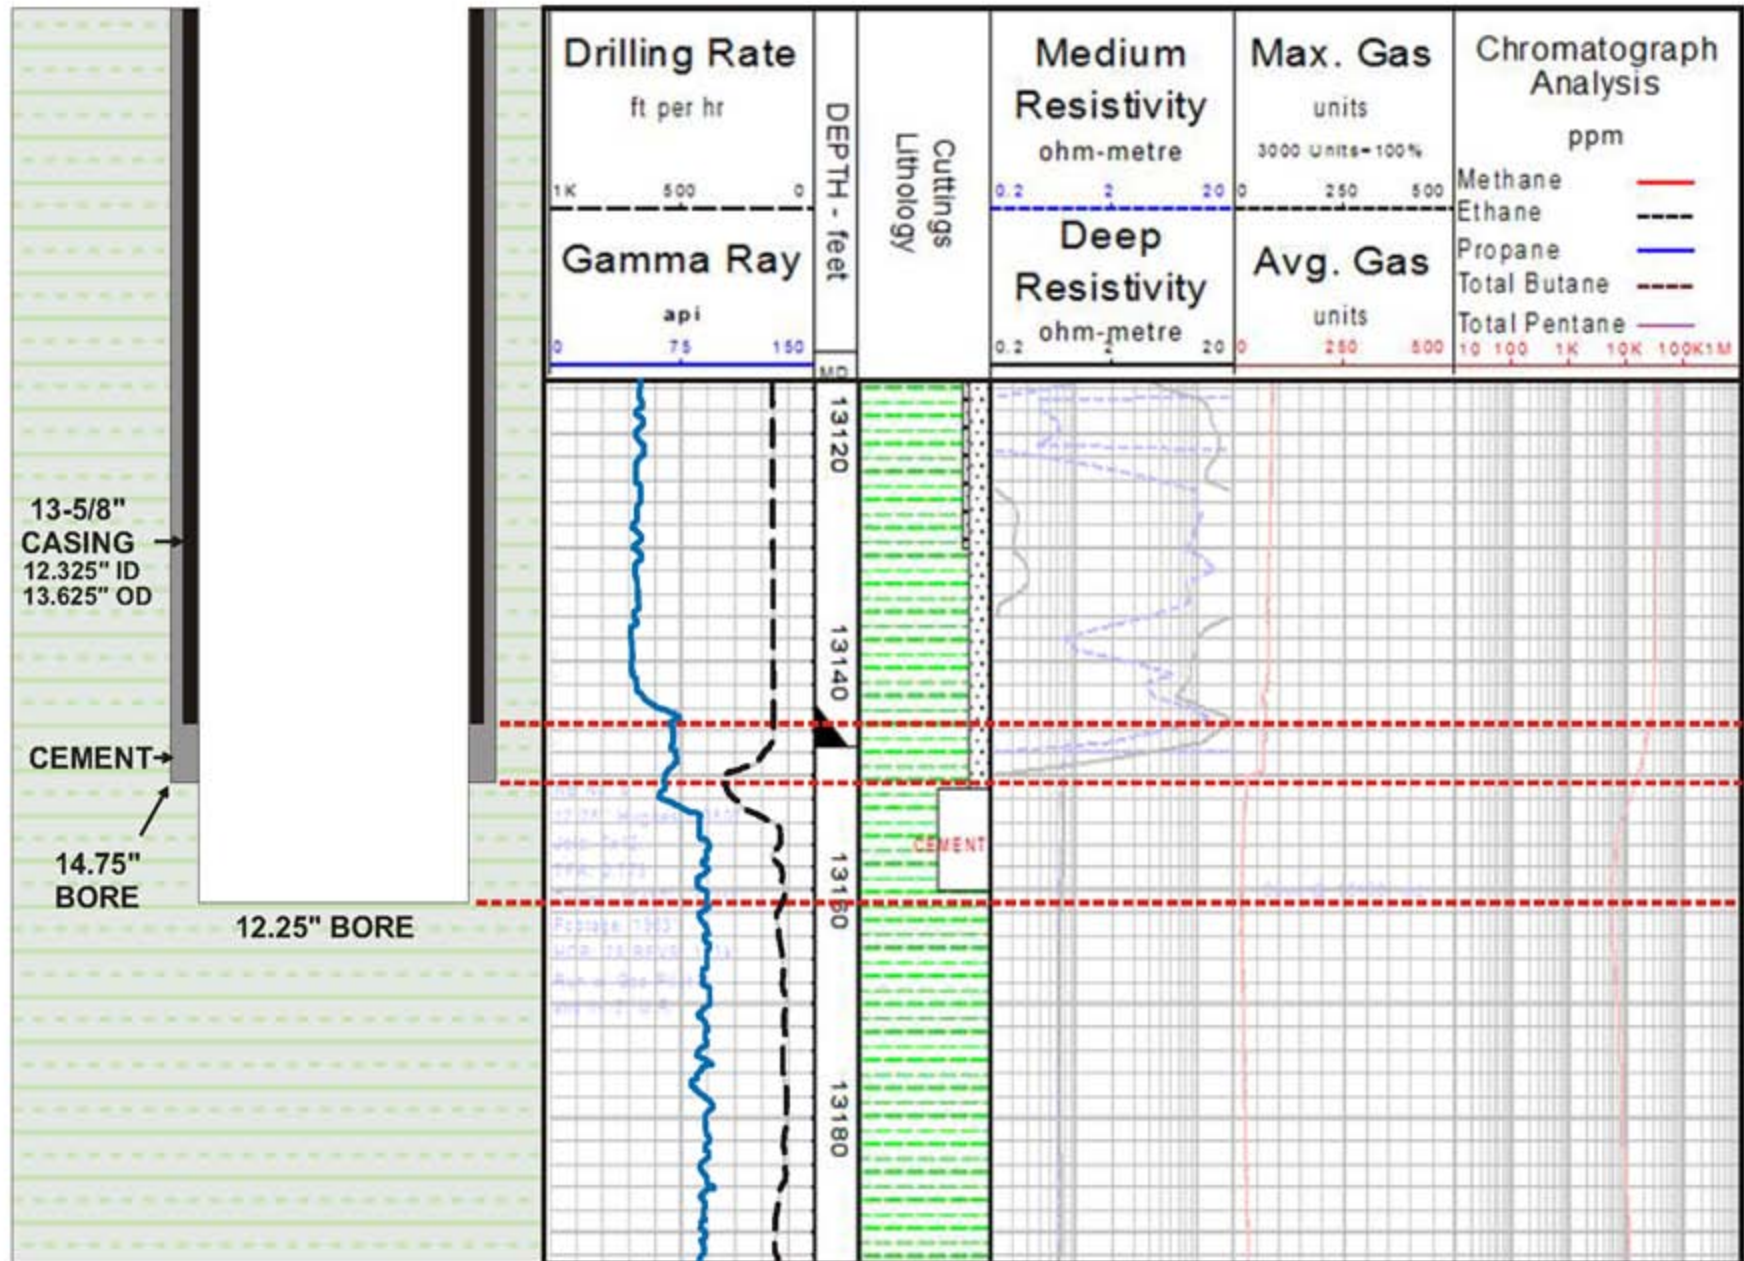 13-5/8"
CASING
12.325" ID
13.625" OD
CEMENT
14.75"
BORE
12.25" BORE
Drilling Rate
ft per hr
1K 500 0
Gamma Ray
api
0 75 150
DEPTH - feet
MD
13120
13140
13160
13180
Cuttings
Lithology
CEMENT
Medium
Resistivity
ohm-metre
0.2 2 20
Deep
Resistivity
ohm-metre
0.2 2 20
Max. Gas
units
3000 Units=100%
0 250 500
Avg. Gas
units
0 250 500
Chromatograph
Analysis
ppm
Methane
Ethane
Propane
Total Butane
Total Pentane
10 100 1K 10K 100K1M